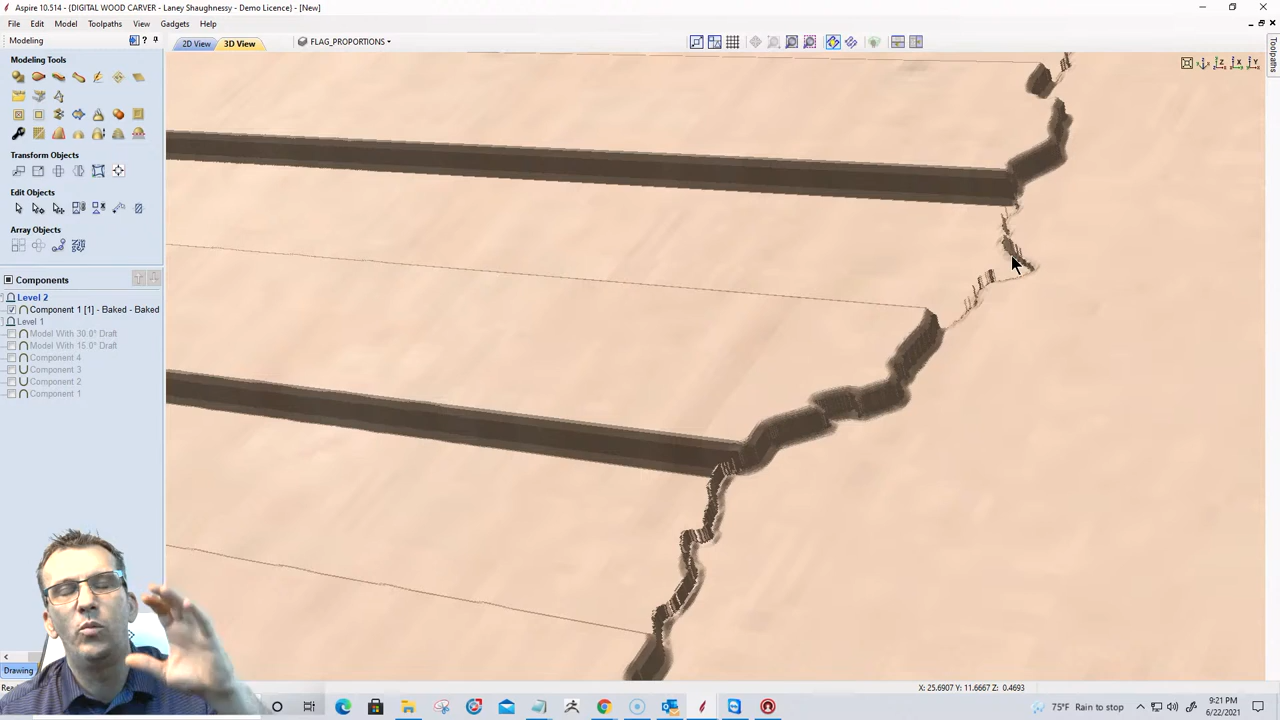 Aspire 10.514 - (DIGITAL WOOD CARVER - Laney Shaughnessy - Demo Licence) - [New]
File Edit Model Toolpaths View Gadgets Help
Modeling
2D View 3D View FLAG_PROPORTIONS
Toolpaths
Modeling Tools
Transform Objects
Edit Objects
Array Objects
Components
Level 2
Component 1 [1] - Baked - Baked
Level 1
Model With 30.0° Draft
Model With 15.0° Draft
Component 4
Component 3
Component 2
Component 1
Drawing
X: 25.6907 Y: 11.6667 Z: 0.4693
75°F Rain to stop
9:21 PM
6/22/2021